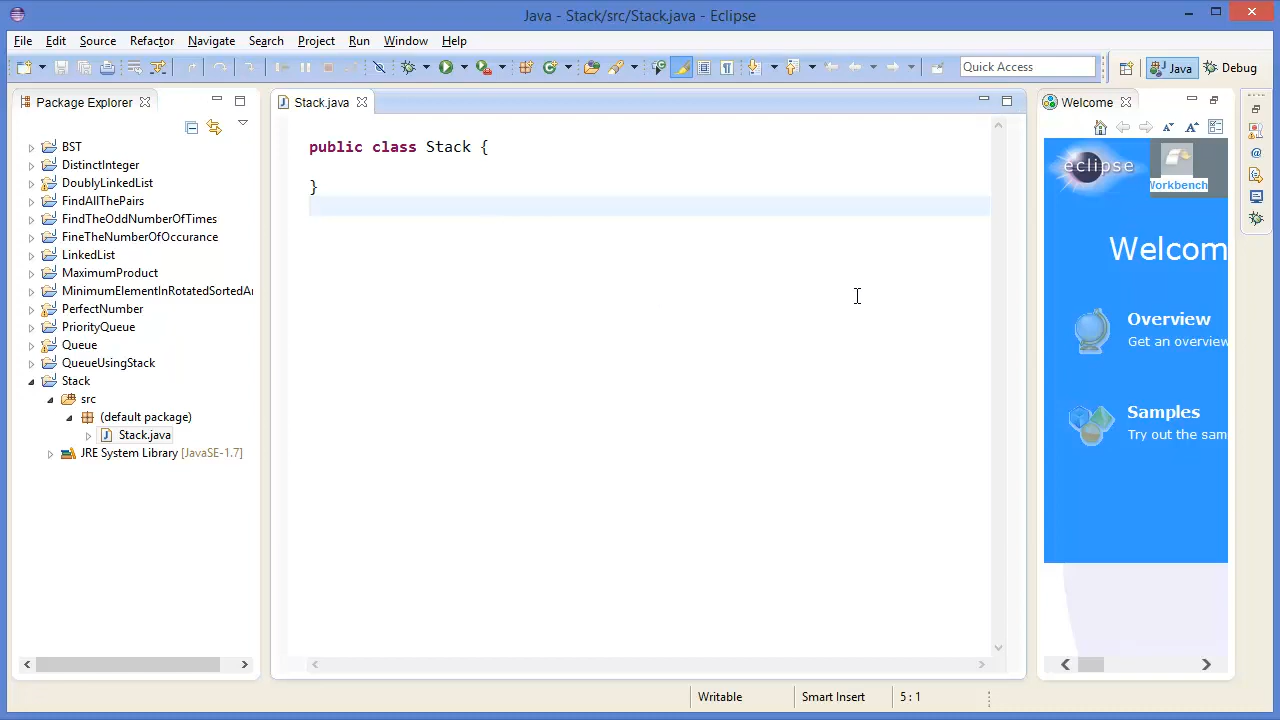 Java - Stack/src/Stack.java - Eclipse
File Edit Source Refactor Navigate Search Project Run Window Help
Quick Access
Java
Debug
Package Explorer
BST
DistinctInteger
DoublyLinkedList
FindAllThePairs
FindTheOddNumberOfTimes
FineTheNumberOfOccurance
LinkedList
MaximumProduct
MinimumElementInRotatedSortedAr
PerfectNumber
PriorityQueue
Queue
QueueUsingStack
Stack
src
(default package)
Stack.java
JRE System Library [JavaSE-1.7]
Stack.java
public class Stack {
}
Welcome
eclipse
Workbench
Welcom
Overview
Get an overview
Samples
Try out the sam
Writable
Smart Insert
5 : 1